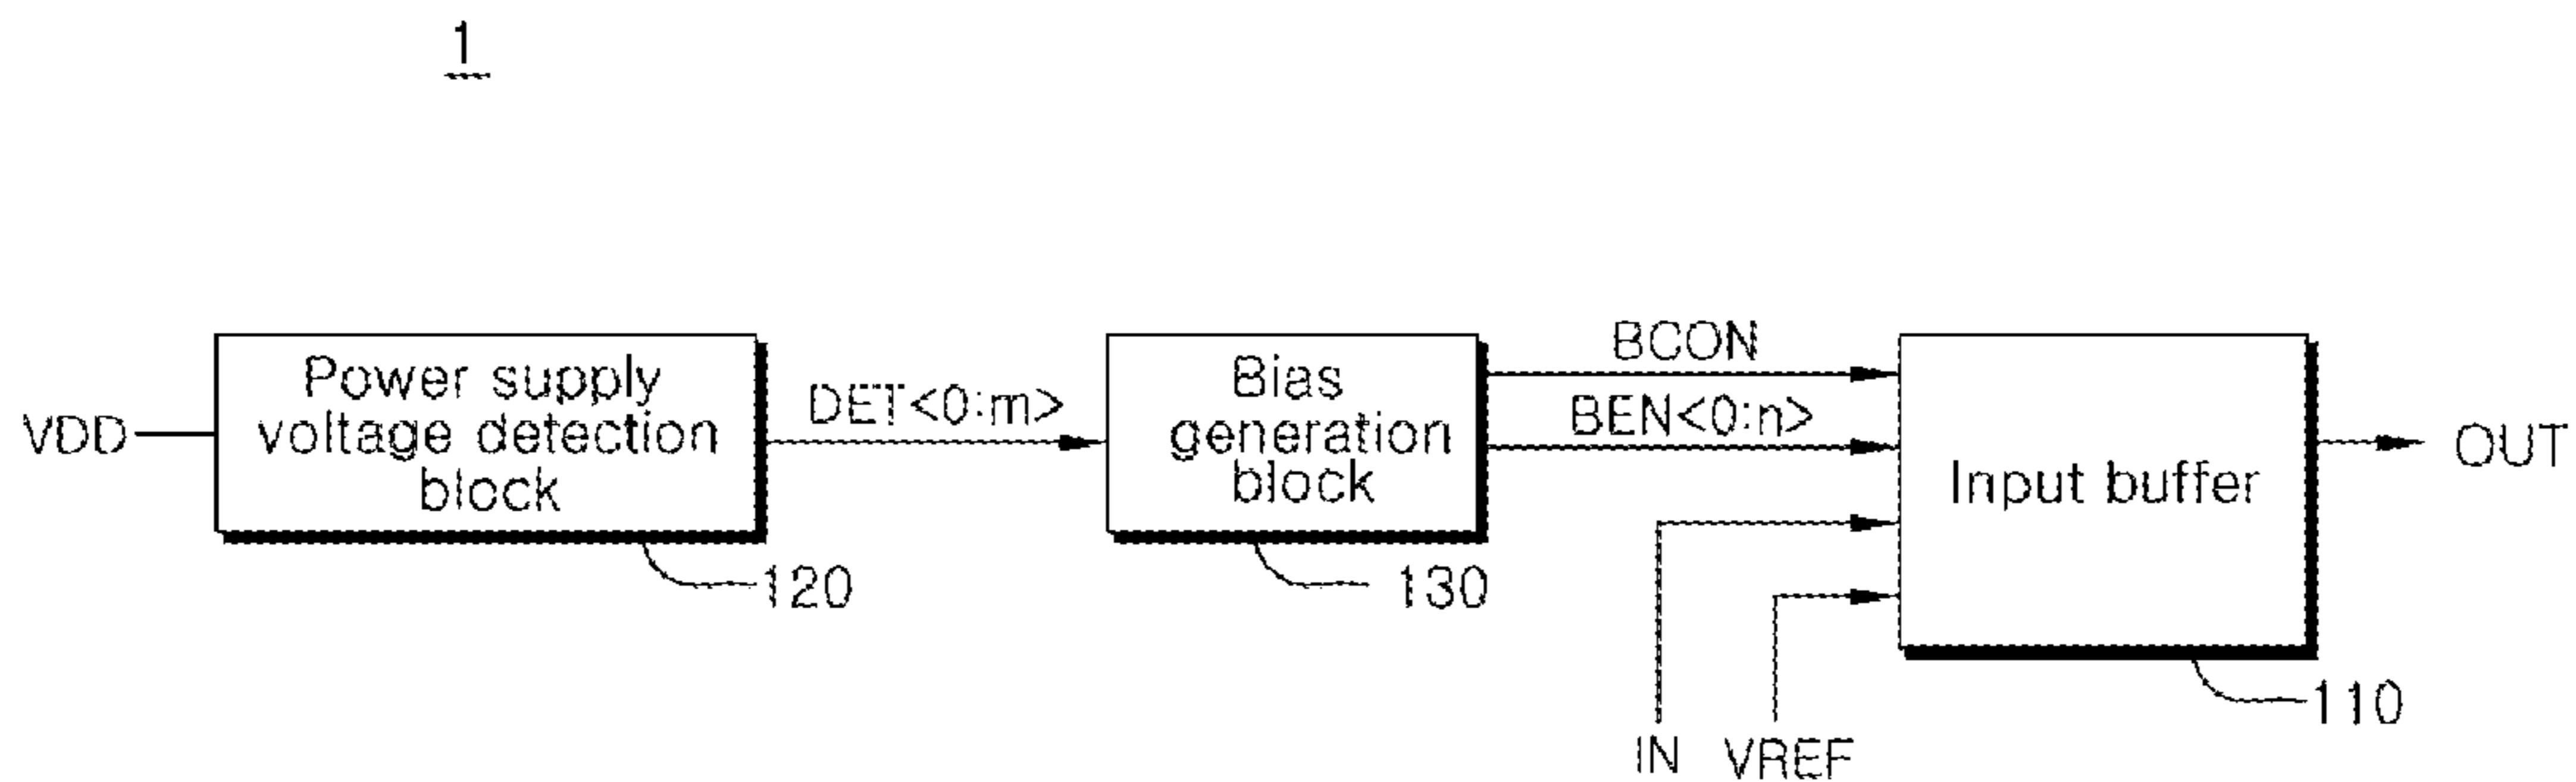 1
VDD
Power supply
voltage detection
block
120
DET<0:m>
Bias
generation
block
130
BCON
BEN<0:n>
IN
VREF
Input buffer
110
OUT